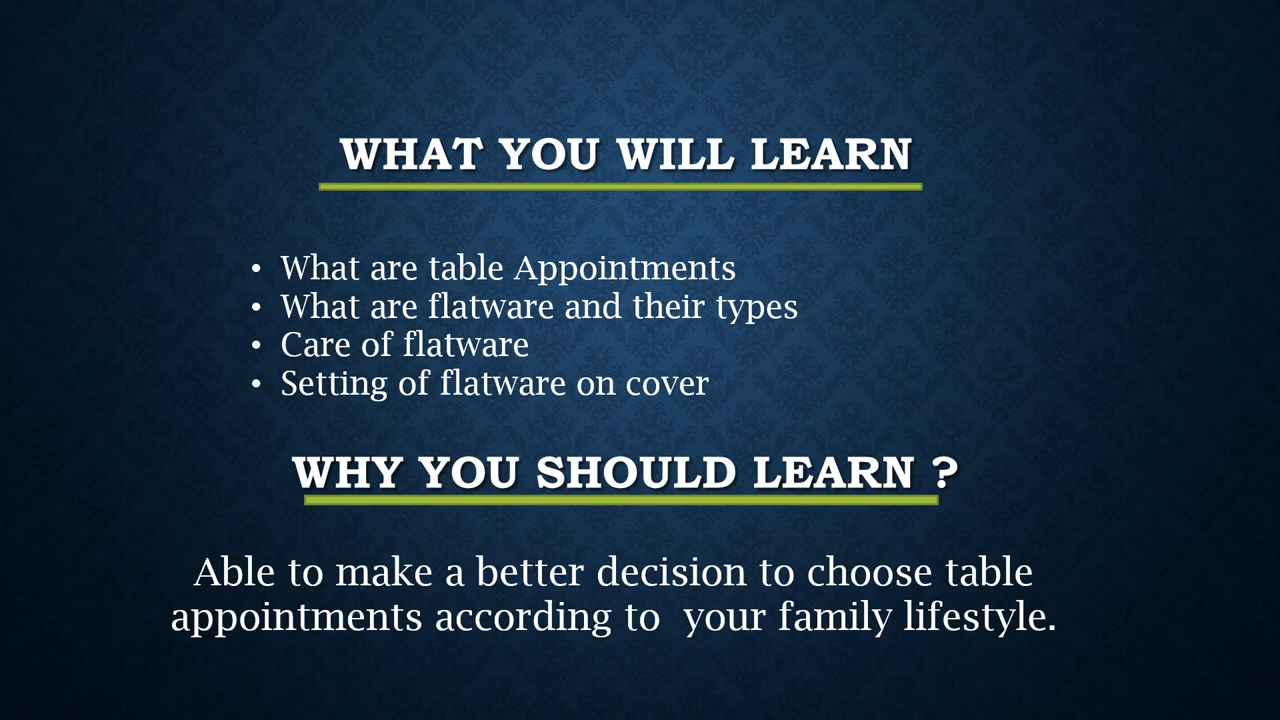 WHAT YOU WILL LEARN
• What are table Appointments
• What are flatware and their types
• Care of flatware
• Setting of flatware on cover
WHY YOU SHOULD LEARN ?
Able to make a better decision to choose table
appointments according to  your family lifestyle.